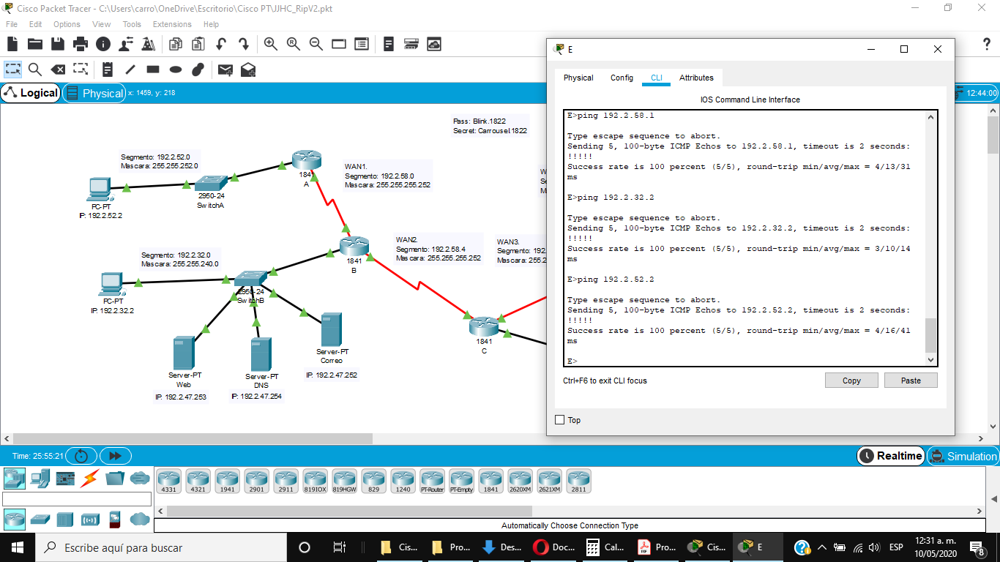 Cisco Packet Tracer - C:\Users\carro\OneDrive\Escritorio\Cisco PT\JJHC_RipV2.pkt
File Edit Options View Tools Extensions Help
Logical
Physical
x: 1459, y: 218
12:44:00
Pass: Blink.1822
Secret: Carrousel.1822
Segmento: 192.2.52.0
Mascara: 255.255.252.0
1841
A
WAN1.
Segmento: 192.2.58.0
Mascara: 255.255.255.252
2950-24
SwitchA
PC-PT
IP: 192.2.52.2
WAN2.
Segmento: 192.2.58.4
Mascara: 255.255.255.252
WAN3.
Segmento: 192.
Mascara: 255.2
W
Se
M
Segmento: 192.2.32.0
Mascara: 255.255.240.0
1841
B
2950-24
SwitchB
PC-PT
IP: 192.2.32.2
1841
C
Server-PT
Correo
IP: 192.2.47.252
Server-PT
Web
IP: 192.2.47.253
Server-PT
DNS
IP: 192.2.47.254
E
Physical Config CLI Attributes
IOS Command Line Interface
E>ping 192.2.58.1
Type escape sequence to abort.
Sending 5, 100-byte ICMP Echos to 192.2.58.1, timeout is 2 seconds:
!!!!!
Success rate is 100 percent (5/5), round-trip min/avg/max = 4/13/31
ms
E>ping 192.2.32.2
Type escape sequence to abort.
Sending 5, 100-byte ICMP Echos to 192.2.32.2, timeout is 2 seconds:
!!!!!
Success rate is 100 percent (5/5), round-trip min/avg/max = 3/10/14
ms
E>ping 192.2.52.2
Type escape sequence to abort.
Sending 5, 100-byte ICMP Echos to 192.2.52.2, timeout is 2 seconds:
!!!!!
Success rate is 100 percent (5/5), round-trip min/avg/max = 4/16/41
ms
E>
Ctrl+F6 to exit CLI focus
Copy
Paste
Top
Time: 25:55:21
Realtime
Simulation
4331 4321 1941 2901 2911 819IOX 819HGW 829 1240 PT-Router PT-Empty 1841 2620XM 2621XM 2811
Automatically Choose Connection Type
Escribe aquí para buscar
Cis... Pro... Des... Doc... Cal... Pro... Cis... E
ESP
12:31 a. m.
10/05/2020
8